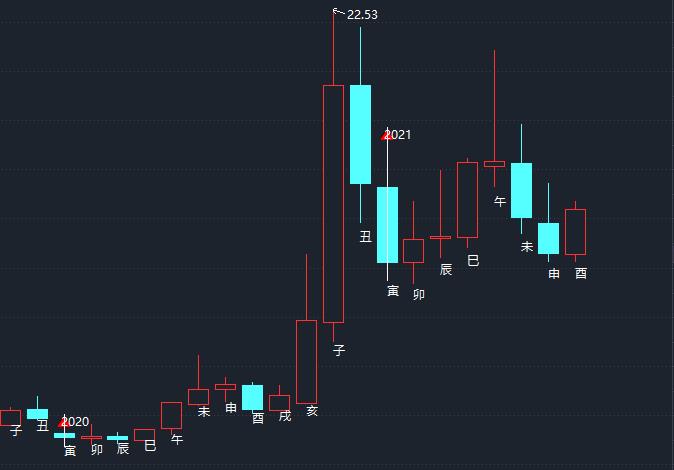 22.53
2021
丑
寅
卯
辰
巳
午
未
申
酉
子
2020
子
丑
寅
卯
辰
巳
午
未
申
酉
戌
亥